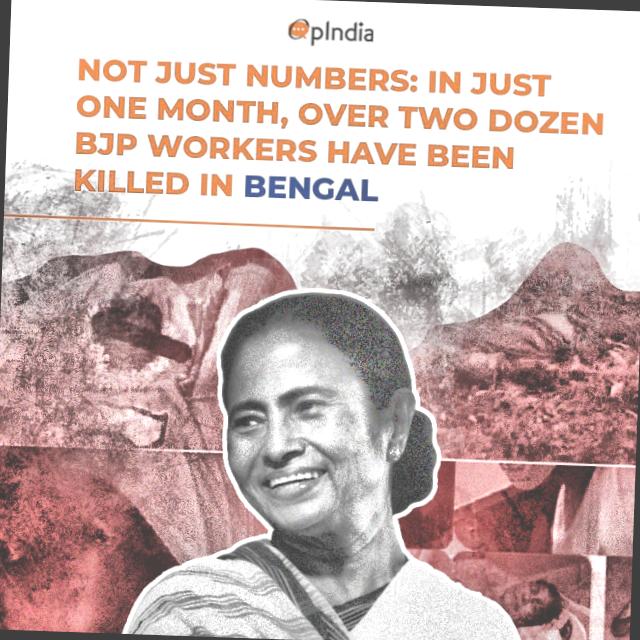 OpIndia
NOT JUST NUMBERS: IN JUST
ONE MONTH, OVER TWO DOZEN
BJP WORKERS HAVE BEEN
KILLED IN BENGAL